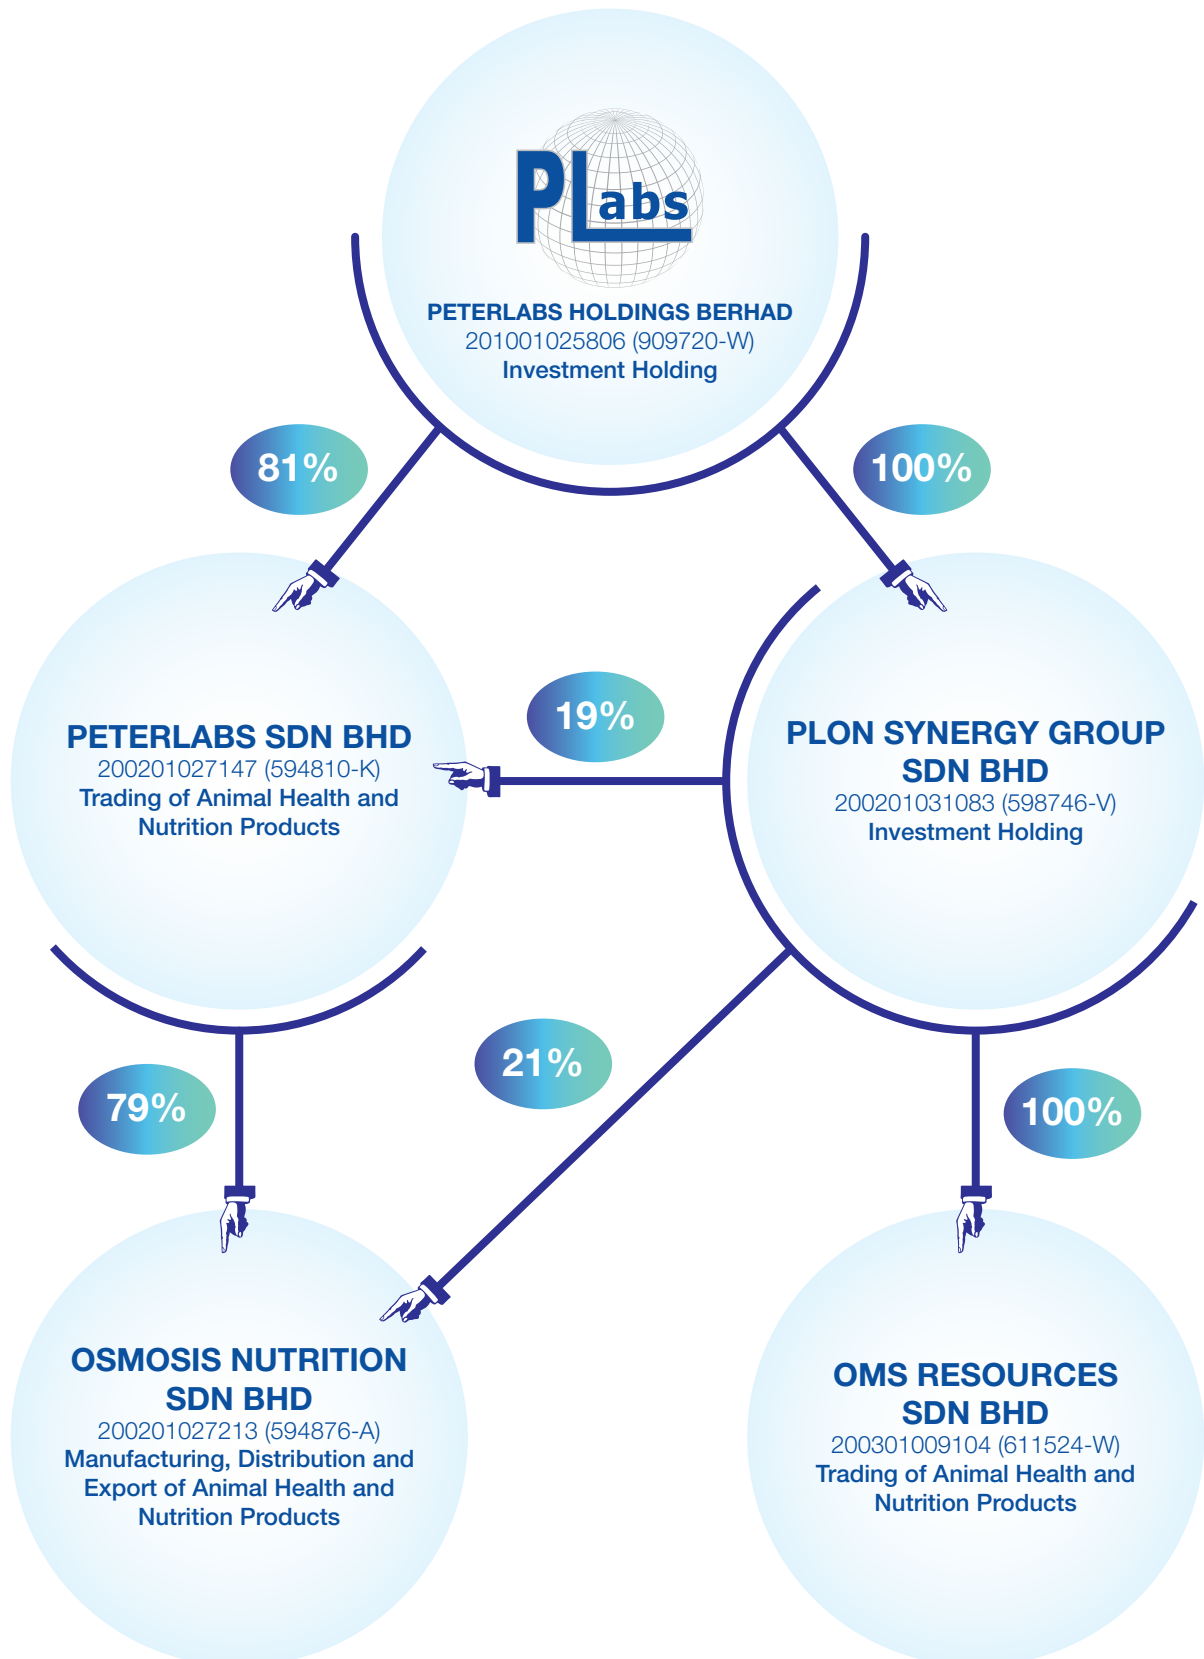 PLabs
PETERLABS HOLDINGS BERHAD
201001025806 (909720-W)
Investment Holding
81%
100%
PETERLABS SDN BHD
200201027147 (594810-K)
Trading of Animal Health and
Nutrition Products
19%
PLON SYNERGY GROUP
SDN BHD
200201031083 (598746-V)
Investment Holding
79%
21%
100%
OSMOSIS NUTRITION
SDN BHD
200201027213 (594876-A)
Manufacturing, Distribution and
Export of Animal Health and
Nutrition Products
OMS RESOURCES
SDN BHD
200301009104 (611524-W)
Trading of Animal Health and
Nutrition Products